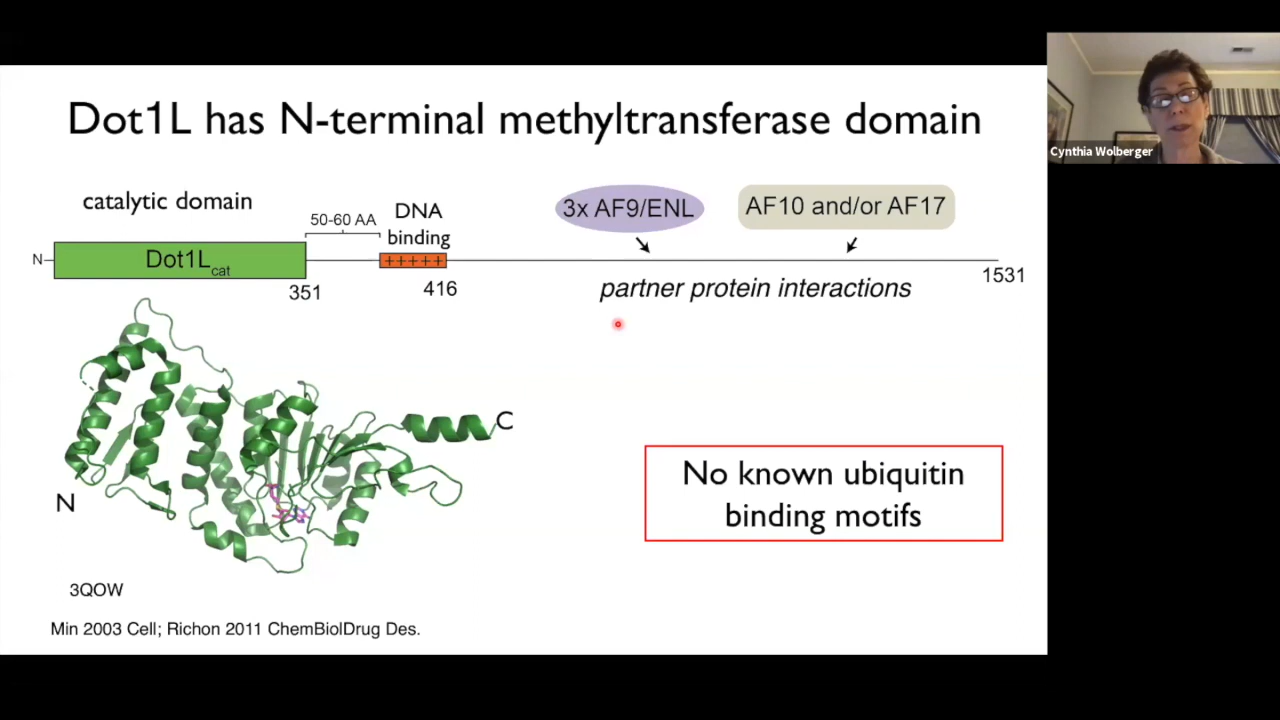 Dot1L has N-terminal methyltransferase domain
Cynthia Wolberger
catalytic domain
50-60 AA
DNA
binding
3x AF9/ENL
AF10 and/or AF17
N
Dot1Lcat
+++++
351
416
1531
partner protein interactions
C
N
No known ubiquitin
binding motifs
3QOW
Min 2003 Cell; Richon 2011 ChemBiolDrug Des.